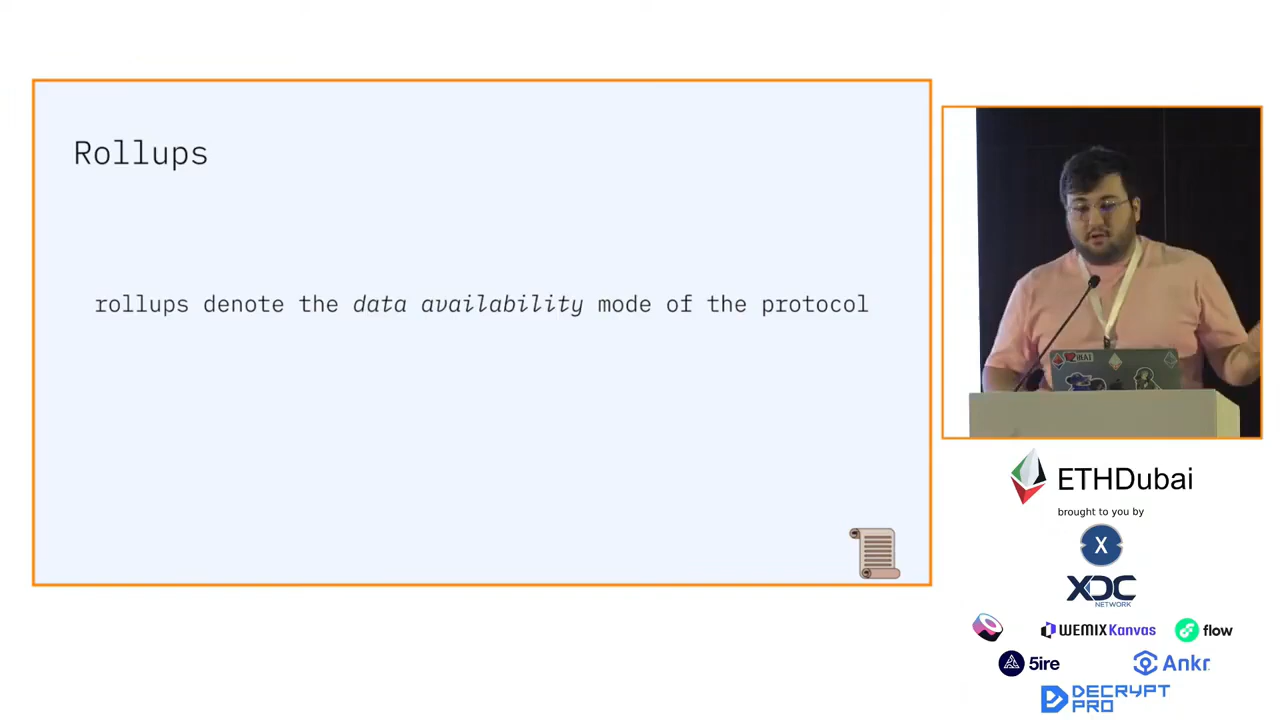 Rollups
rollups denote the data availability mode of the protocol
ETHDubai
brought to you by
X
XDC
NETWORK
WEMIX Kanvas
flow
5ire
Ankr
DECRYPT
PRO